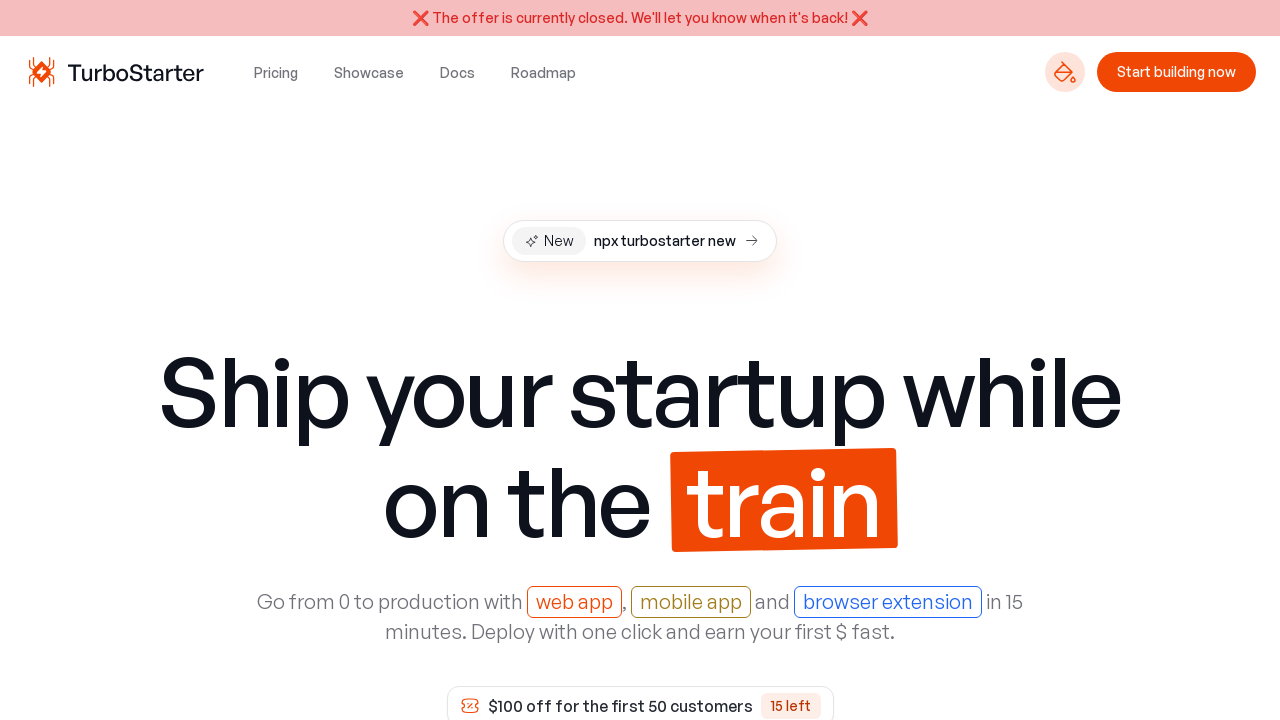 ❌ The offer is currently closed. We'll let you know when it's back! ❌
TurboStarter
Pricing
Showcase
Docs
Roadmap
Start building now
New
npx turbostarter new
Ship your startup while
on the train
Go from 0 to production with web app, mobile app and browser extension in 15
minutes. Deploy with one click and earn your first $ fast.
$100 off for the first 50 customers
15 left